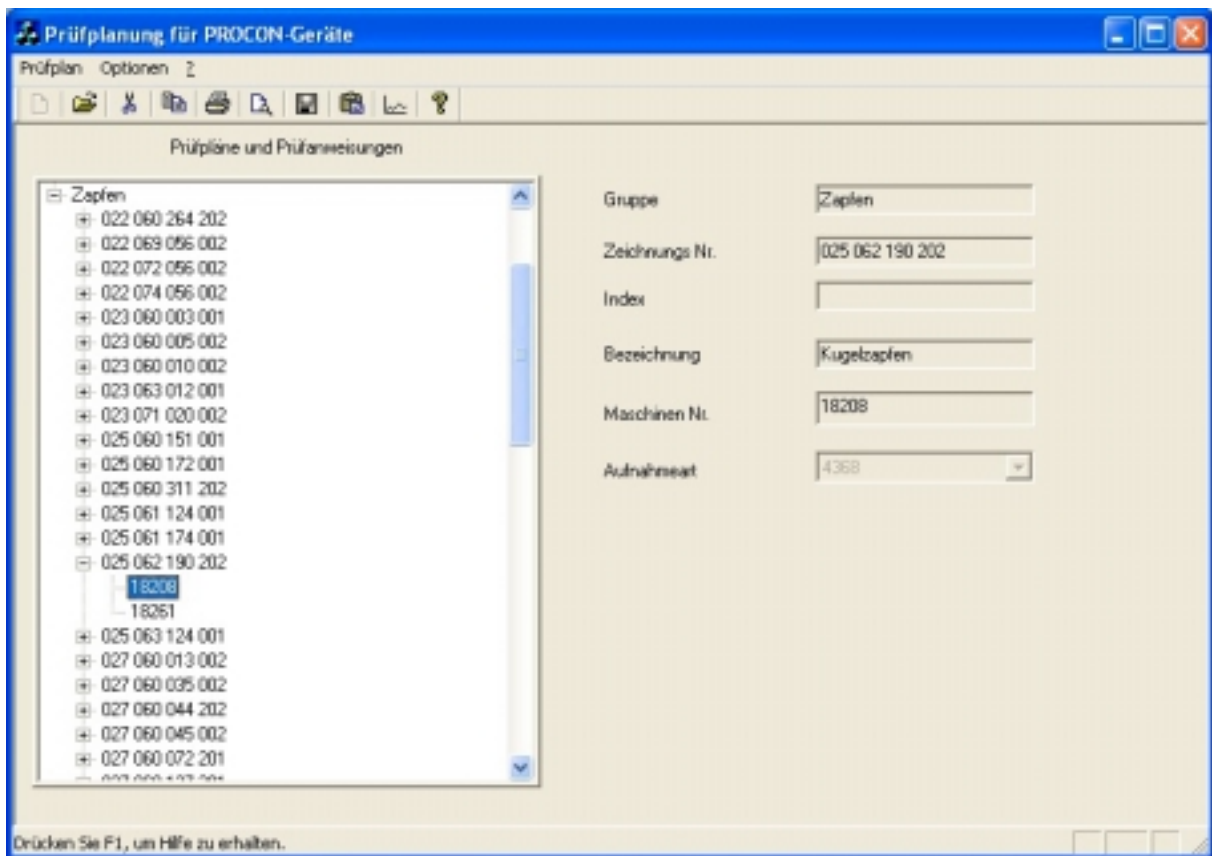 Prüfplanung für PROCON-Geräte
Prüfplan Optionen ?
Prüfpläne und Prüfanweisungen
Zapfen
022 060 264 202
022 069 056 002
022 072 056 002
022 074 056 002
023 060 003 001
023 060 005 002
023 060 010 002
023 063 012 001
023 071 020 002
025 060 151 001
025 060 172 001
025 060 311 202
025 061 124 001
025 061 174 001
025 062 190 202
18208
18261
025 063 124 001
027 060 013 002
027 060 035 002
027 060 044 202
027 060 045 002
027 060 072 201
Gruppe Zapfen
Zeichnungs Nr. 025 062 190 202
Index
Bezeichnung Kugelzapfen
Maschinen Nr. 18208
Aufnahmeart 4368
Drücken Sie F1, um Hilfe zu erhalten.